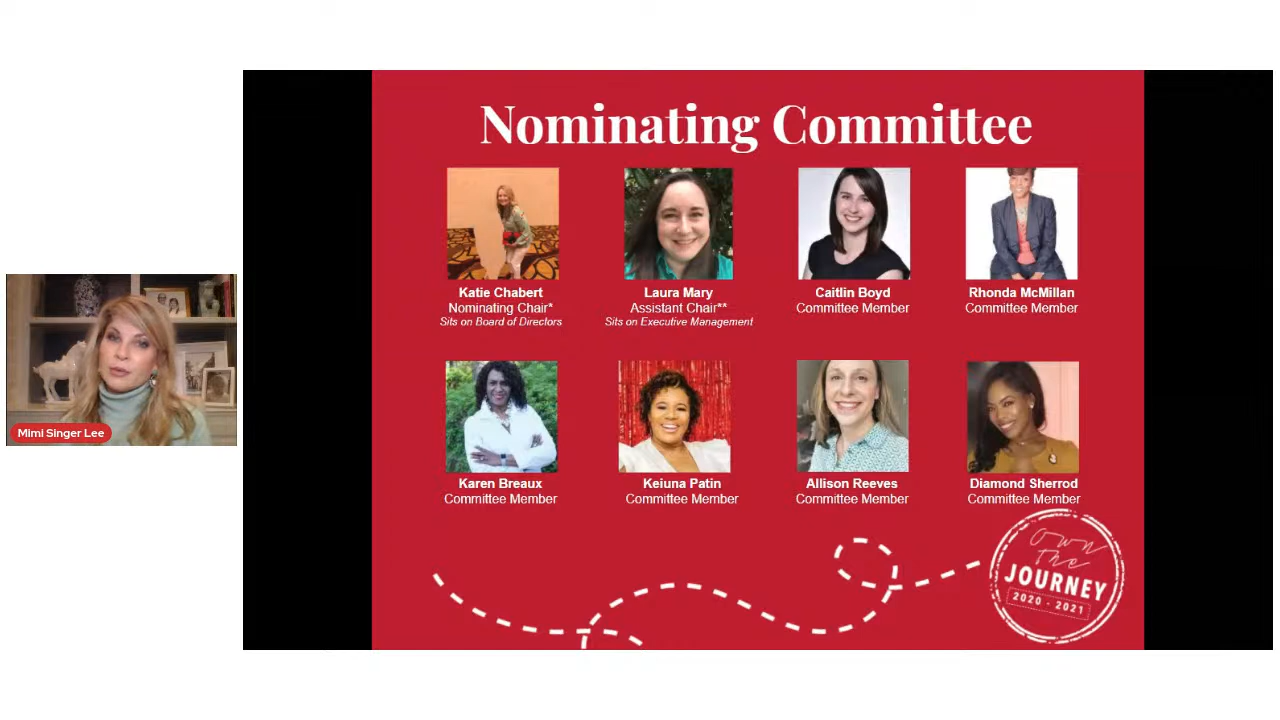 Nominating Committee
Katie Chabert
Nominating Chair*
Sits on Board of Directors
Laura Mary
Assistant Chair**
Sits on Executive Management
Caitlin Boyd
Committee Member
Rhonda McMillan
Committee Member
Mimi Singer Lee
Karen Breaux
Committee Member
Keiuna Patin
Committee Member
Allison Reeves
Committee Member
Diamond Sherrod
Committee Member
own
The
JOURNEY
2020 - 2021